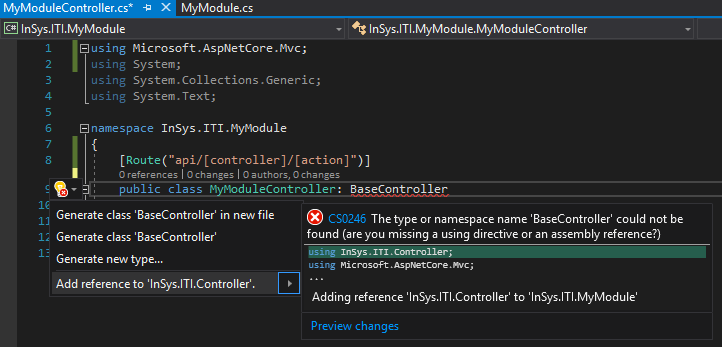 MyModuleController.cs*
MyModule.cs
C# InSys.ITI.MyModule
InSys.ITI.MyModule.MyModuleController
1 using Microsoft.AspNetCore.Mvc;
2 using System;
3 using System.Collections.Generic;
4 using System.Text;
5
6 namespace InSys.ITI.MyModule
7 {
8 [Route("api/[controller]/[action]")]
0 references | 0 changes | 0 authors, 0 changes
9 public class MyModuleController: BaseController
10
11
12
13
Generate class 'BaseController' in new file
Generate class 'BaseController'
Generate new type...
Add reference to 'InSys.ITI.Controller'.
CS0246 The type or namespace name 'BaseController' could not be
found (are you missing a using directive or an assembly reference?)
using InSys.ITI.Controller;
using Microsoft.AspNetCore.Mvc;
...
Adding reference 'InSys.ITI.Controller' to 'InSys.ITI.MyModule'
Preview changes